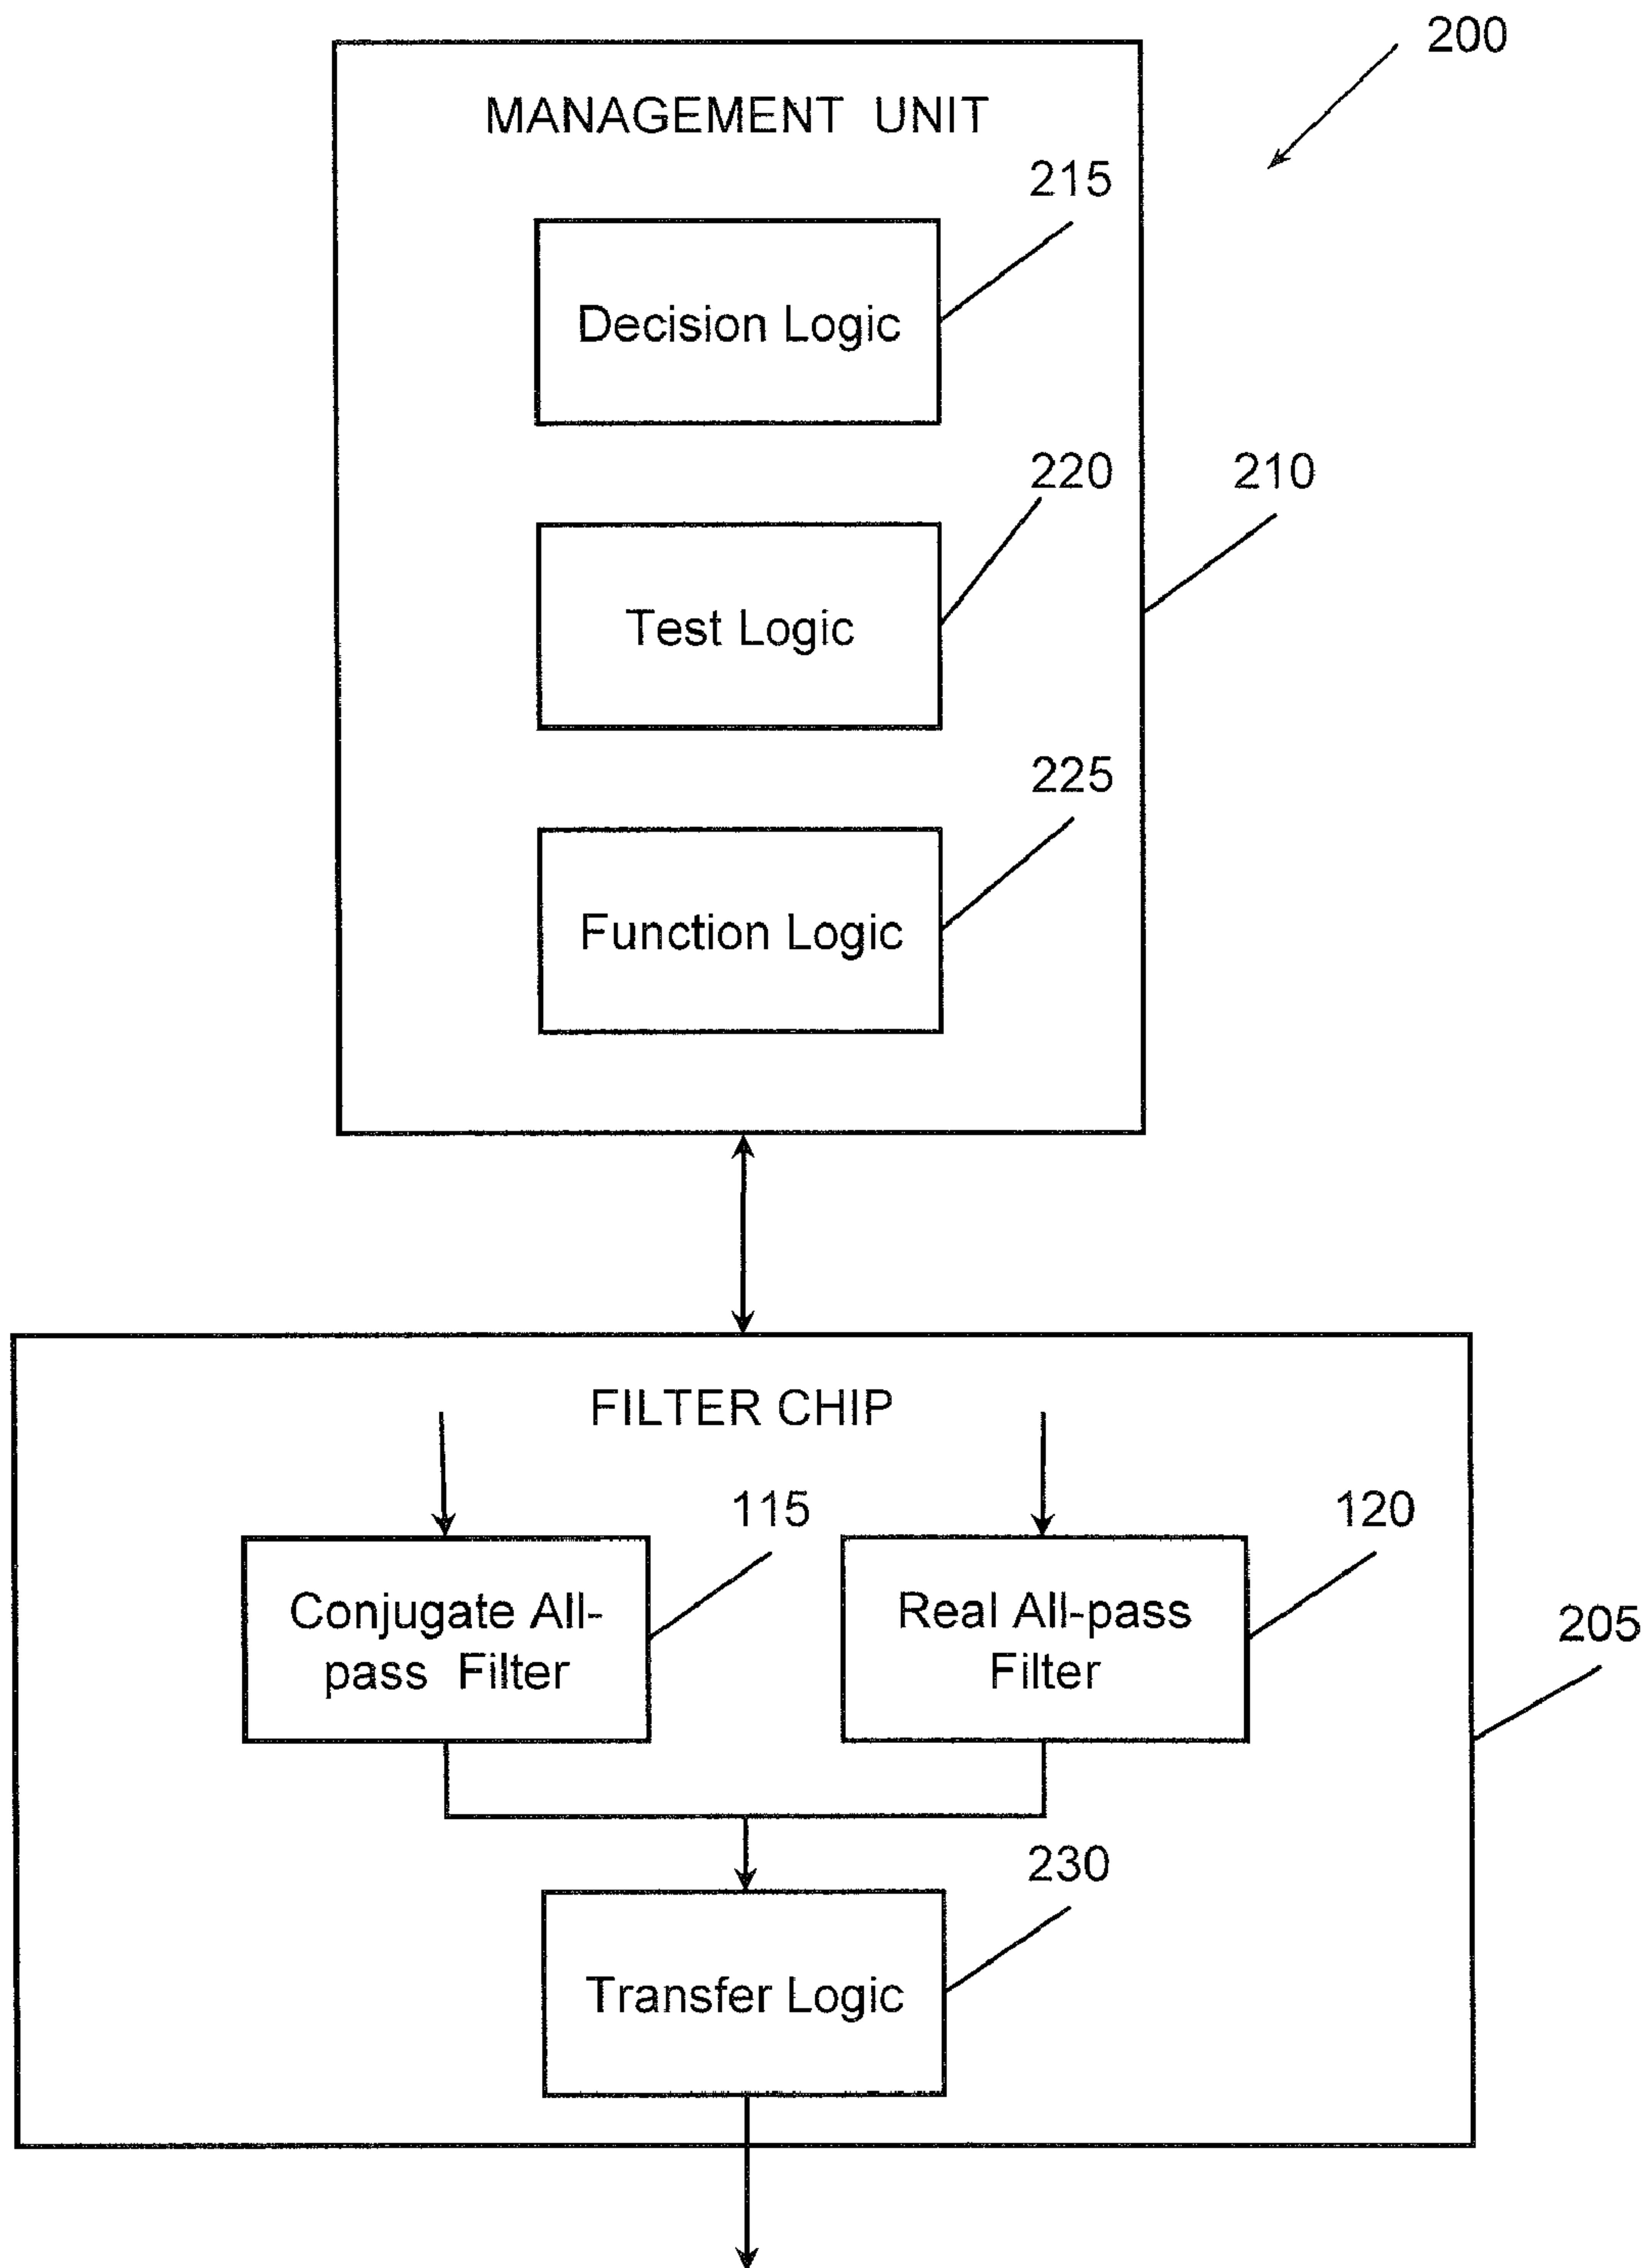 200
MANAGEMENT UNIT
215
Decision Logic
220
210
Test Logic
225
Function Logic
FILTER CHIP
115
120
Conjugate All-
pass Filter
Real All-pass
Filter
205
230
Transfer Logic